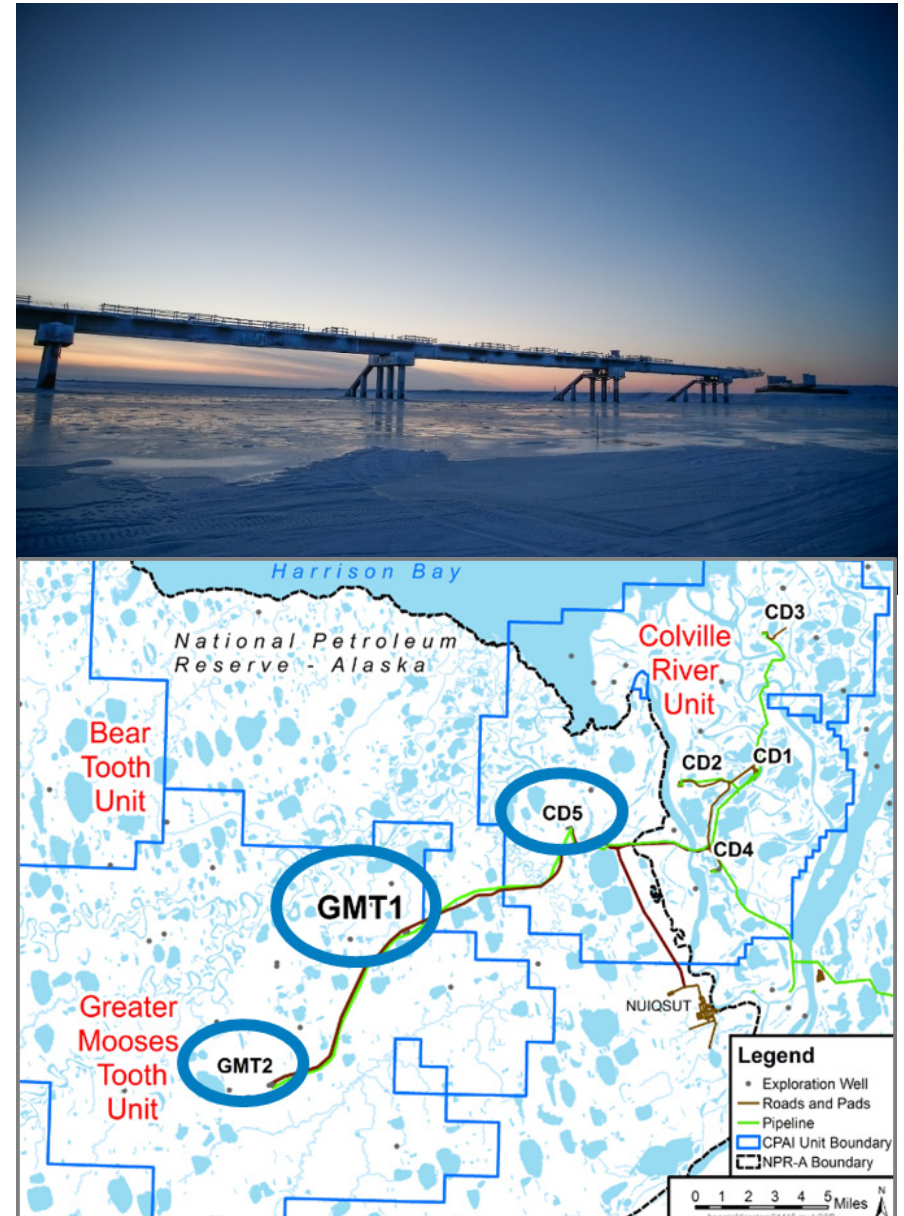 Harrison Bay
National Petroleum
Reserve - Alaska
CD3
Colville
River
Unit
Bear
Tooth
Unit
CD2
CD1
CD5
CD4
GMT1
NUIQSUT
Greater
Mooses
Tooth
Unit
GMT2
Legend
Exploration Well
Roads and Pads
Pipeline
CPAI Unit Boundary
NPR-A Boundary
0 1 2 3 4 5 Miles
N